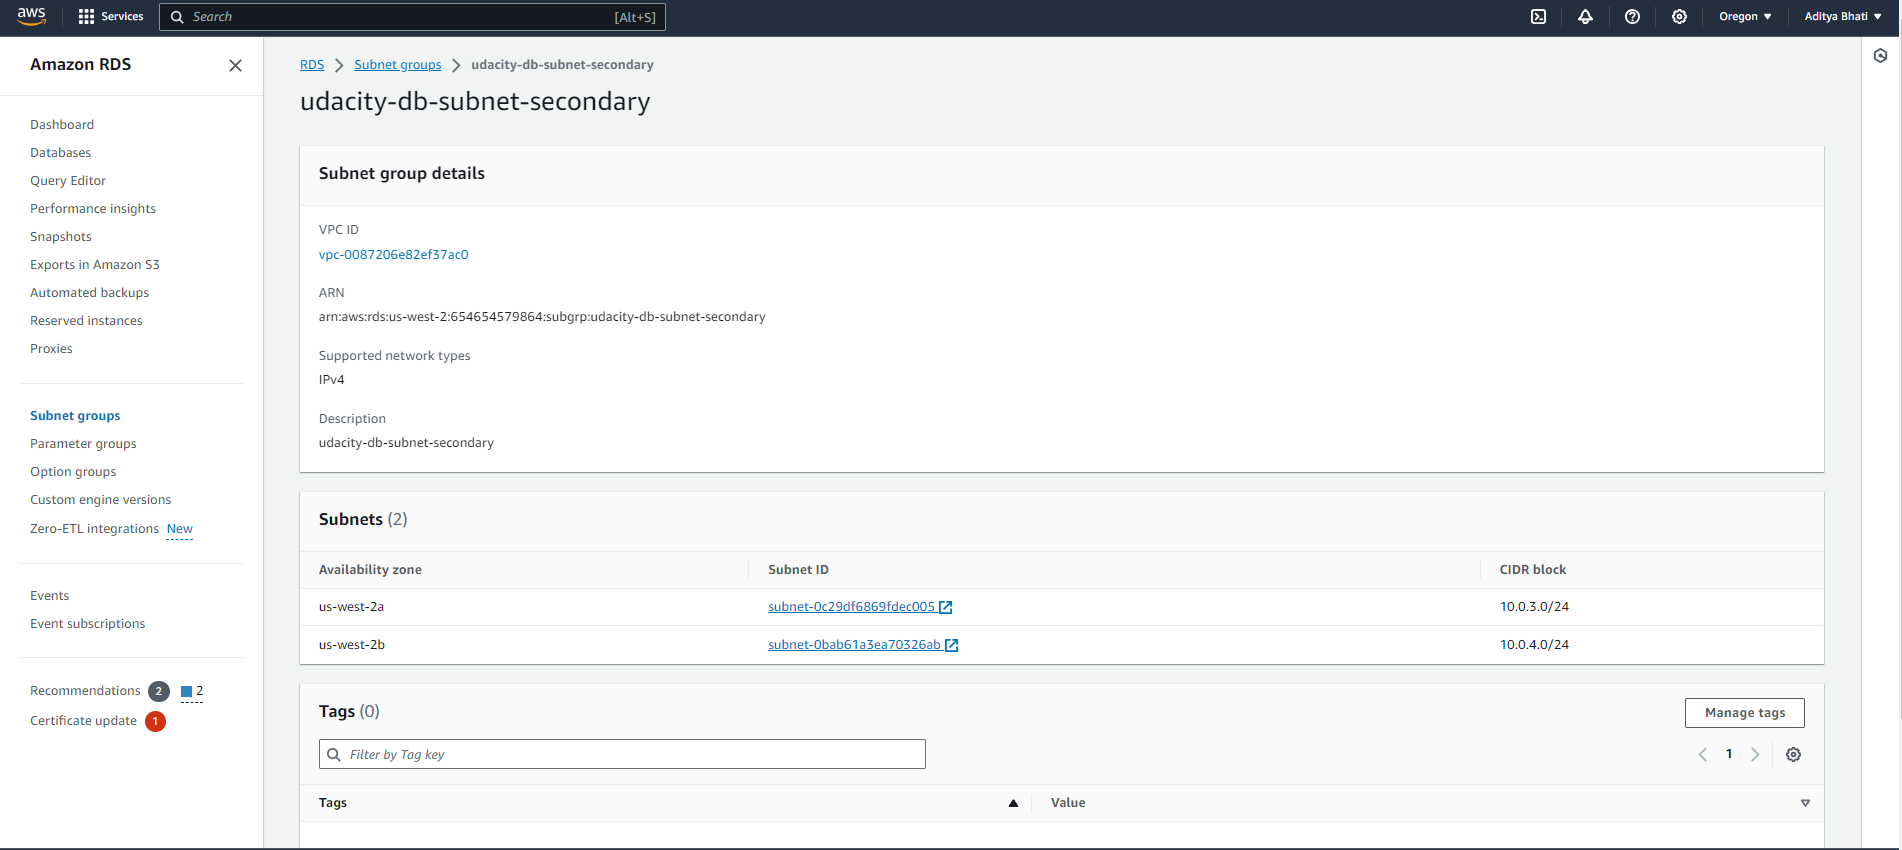 aws Services Search [Alt+S] Oregon Aditya Bhati
Amazon RDS
Dashboard
Databases
Query Editor
Performance insights
Snapshots
Exports in Amazon S3
Automated backups
Reserved instances
Proxies
Subnet groups
Parameter groups
Option groups
Custom engine versions
Zero-ETL integrations New
Events
Event subscriptions
Recommendations 2 2
Certificate update 1
RDS Subnet groups udacity-db-subnet-secondary
udacity-db-subnet-secondary
Subnet group details
VPC ID
vpc-0087206e82ef37ac0
ARN
arn:aws:rds:us-west-2:654654579864:subgrp:udacity-db-subnet-secondary
Supported network types
IPv4
Description
udacity-db-subnet-secondary
Subnets (2)
Availability zone Subnet ID CIDR block
us-west-2a subnet-0c29df6869fdec005 10.0.3.0/24
us-west-2b subnet-0bab61a3ea70326ab 10.0.4.0/24
Tags (0)
Manage tags
Filter by Tag key
1
Tags Value